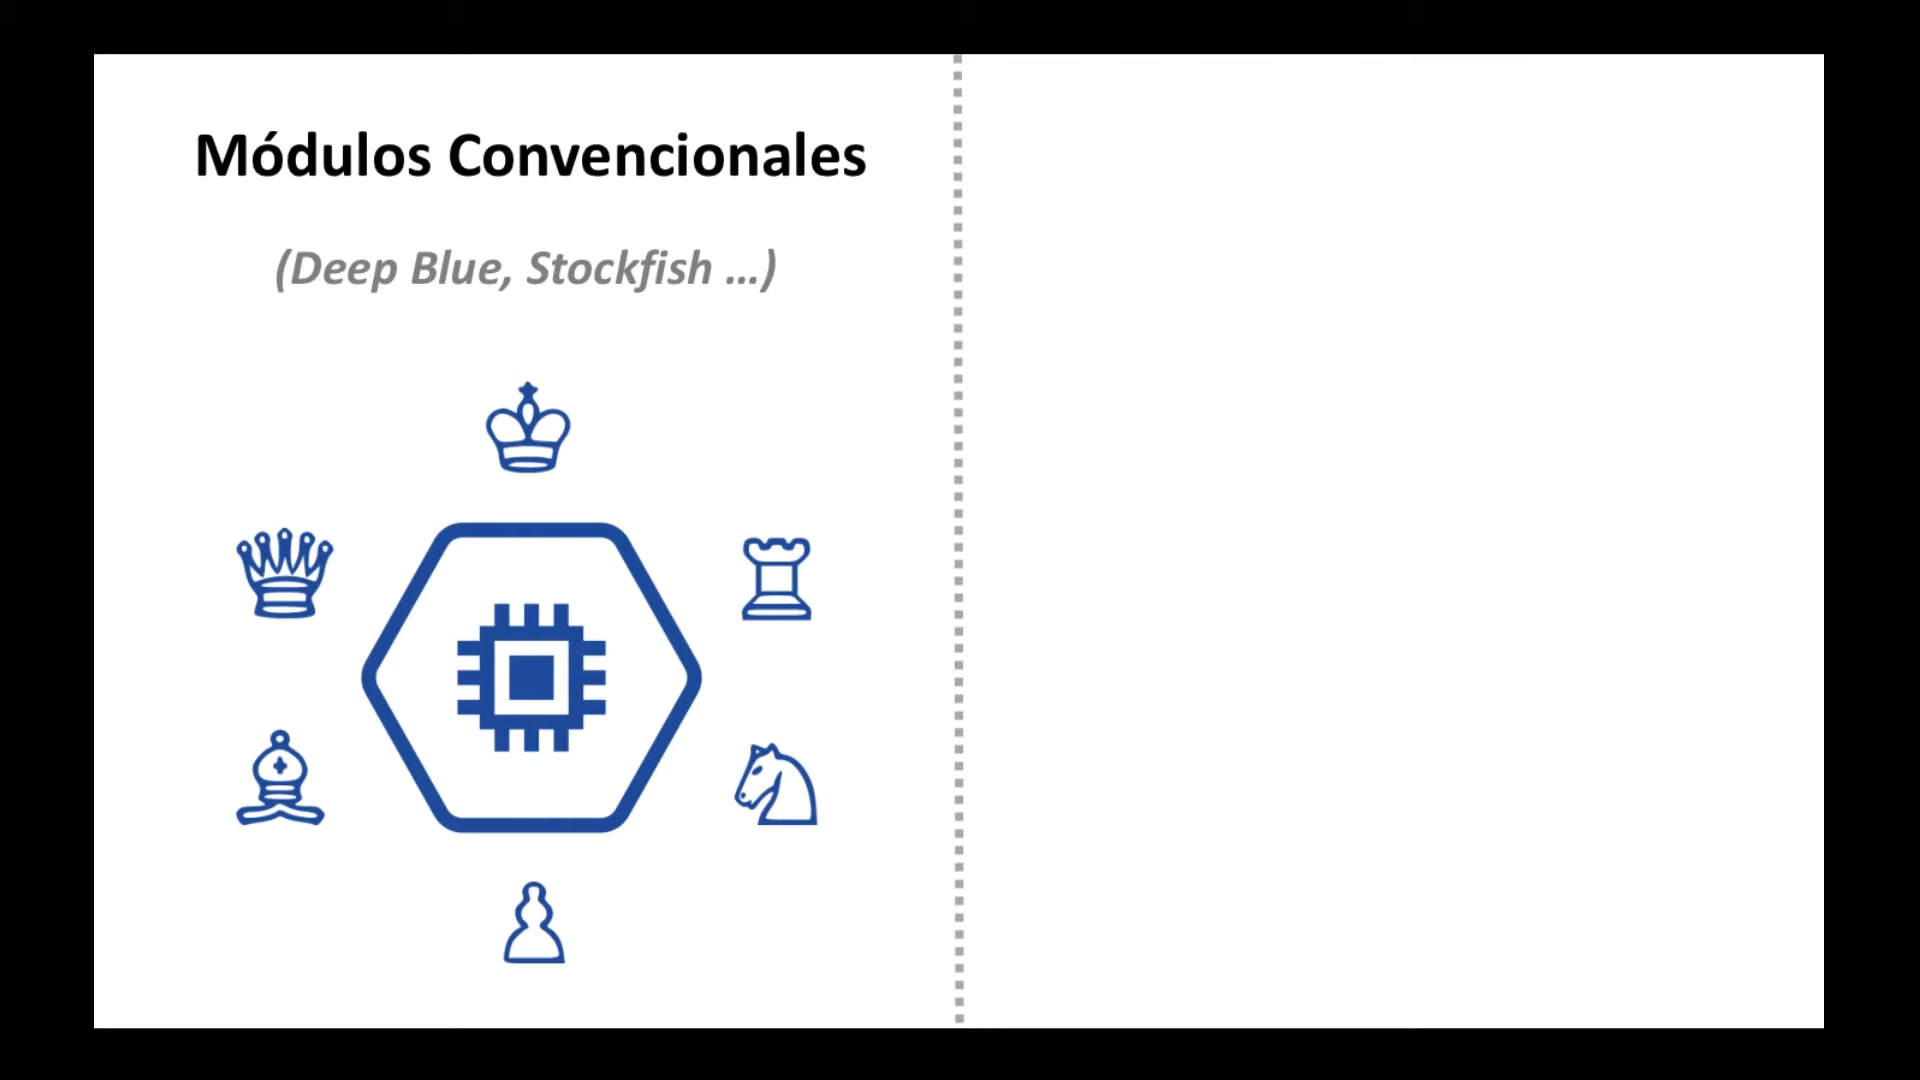 Módulos Convencionales
(Deep Blue, Stockfish ...)